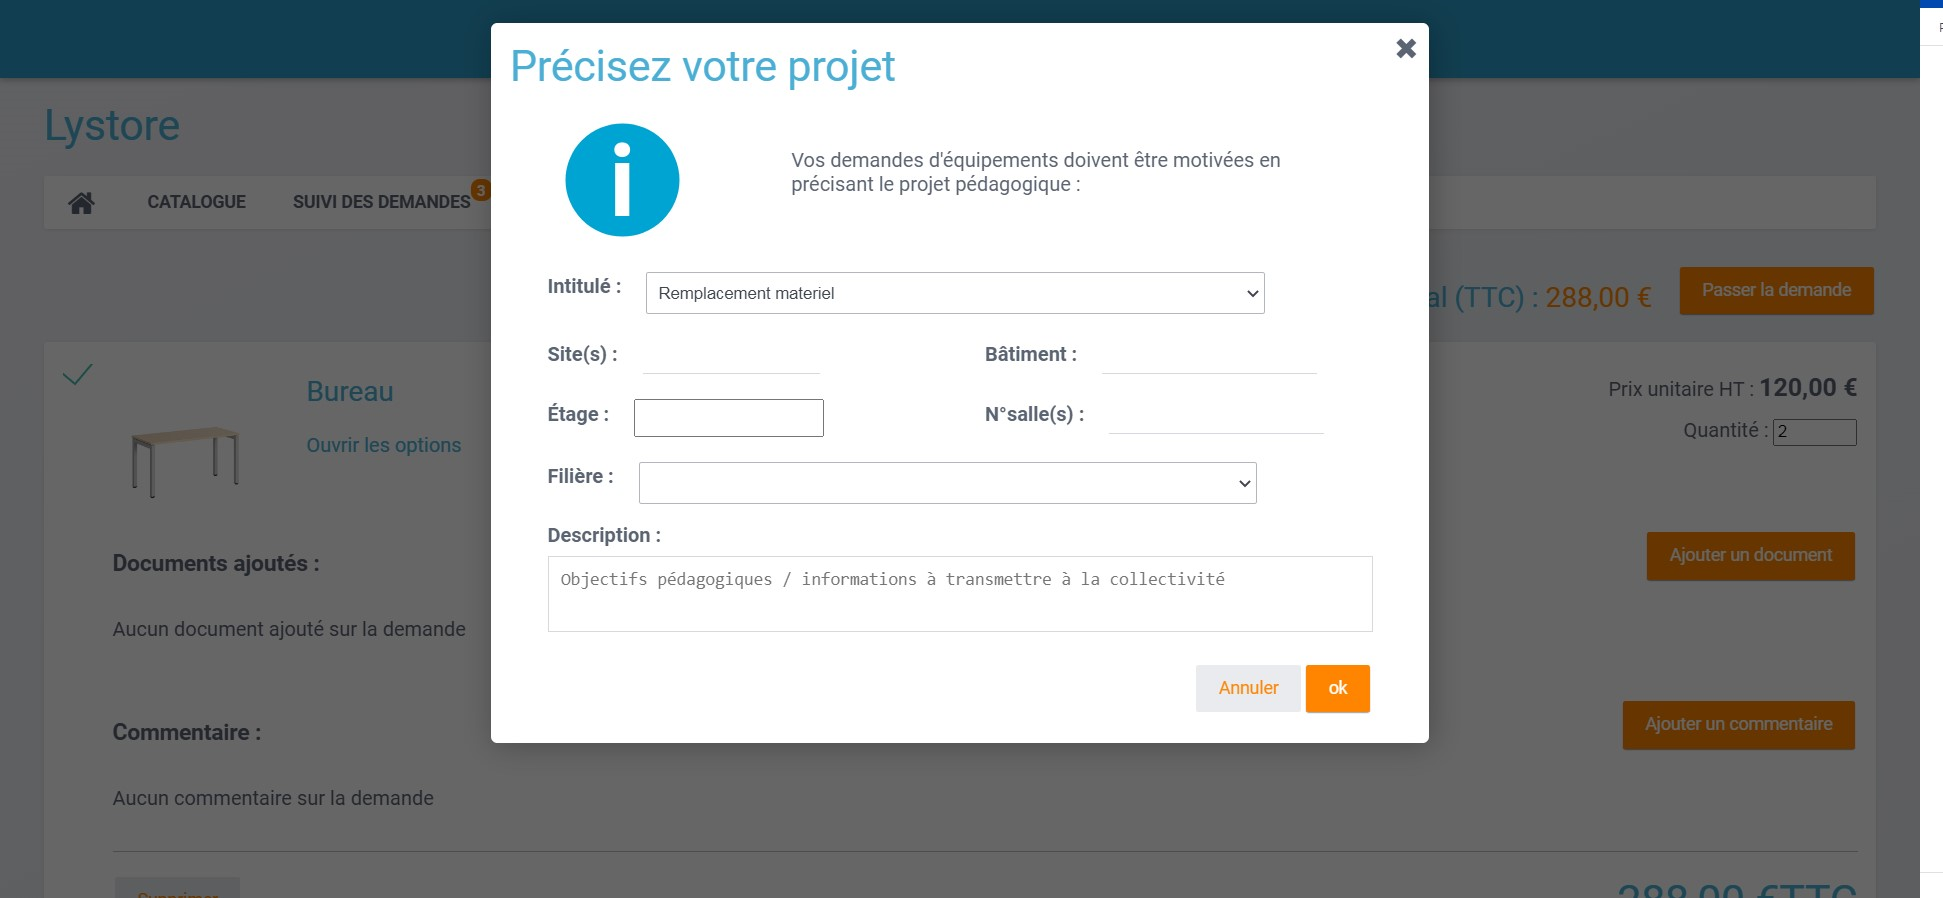 Précisez votre projet
Lystore
Vos demandes d'équipements doivent être motivées en
précisant le projet pédagogique :
CATALOGUE SUIVI DES DEMANDES 3
Intitulé : Remplacement materiel
(TTC) : 288,00 € Passer la demande
Site(s) : Bâtiment :
Bureau
Prix unitaire HT : 120,00 €
Étage : N°salle(s) :
Quantité : 2
Ouvrir les options
Filière :
Description :
Objectifs pédagogiques / informations à transmettre à la collectivité
Documents ajoutés : Ajouter un document
Aucun document ajouté sur la demande
Annuler ok
Commentaire : Ajouter un commentaire
Aucun commentaire sur la demande
288,00 €TTC